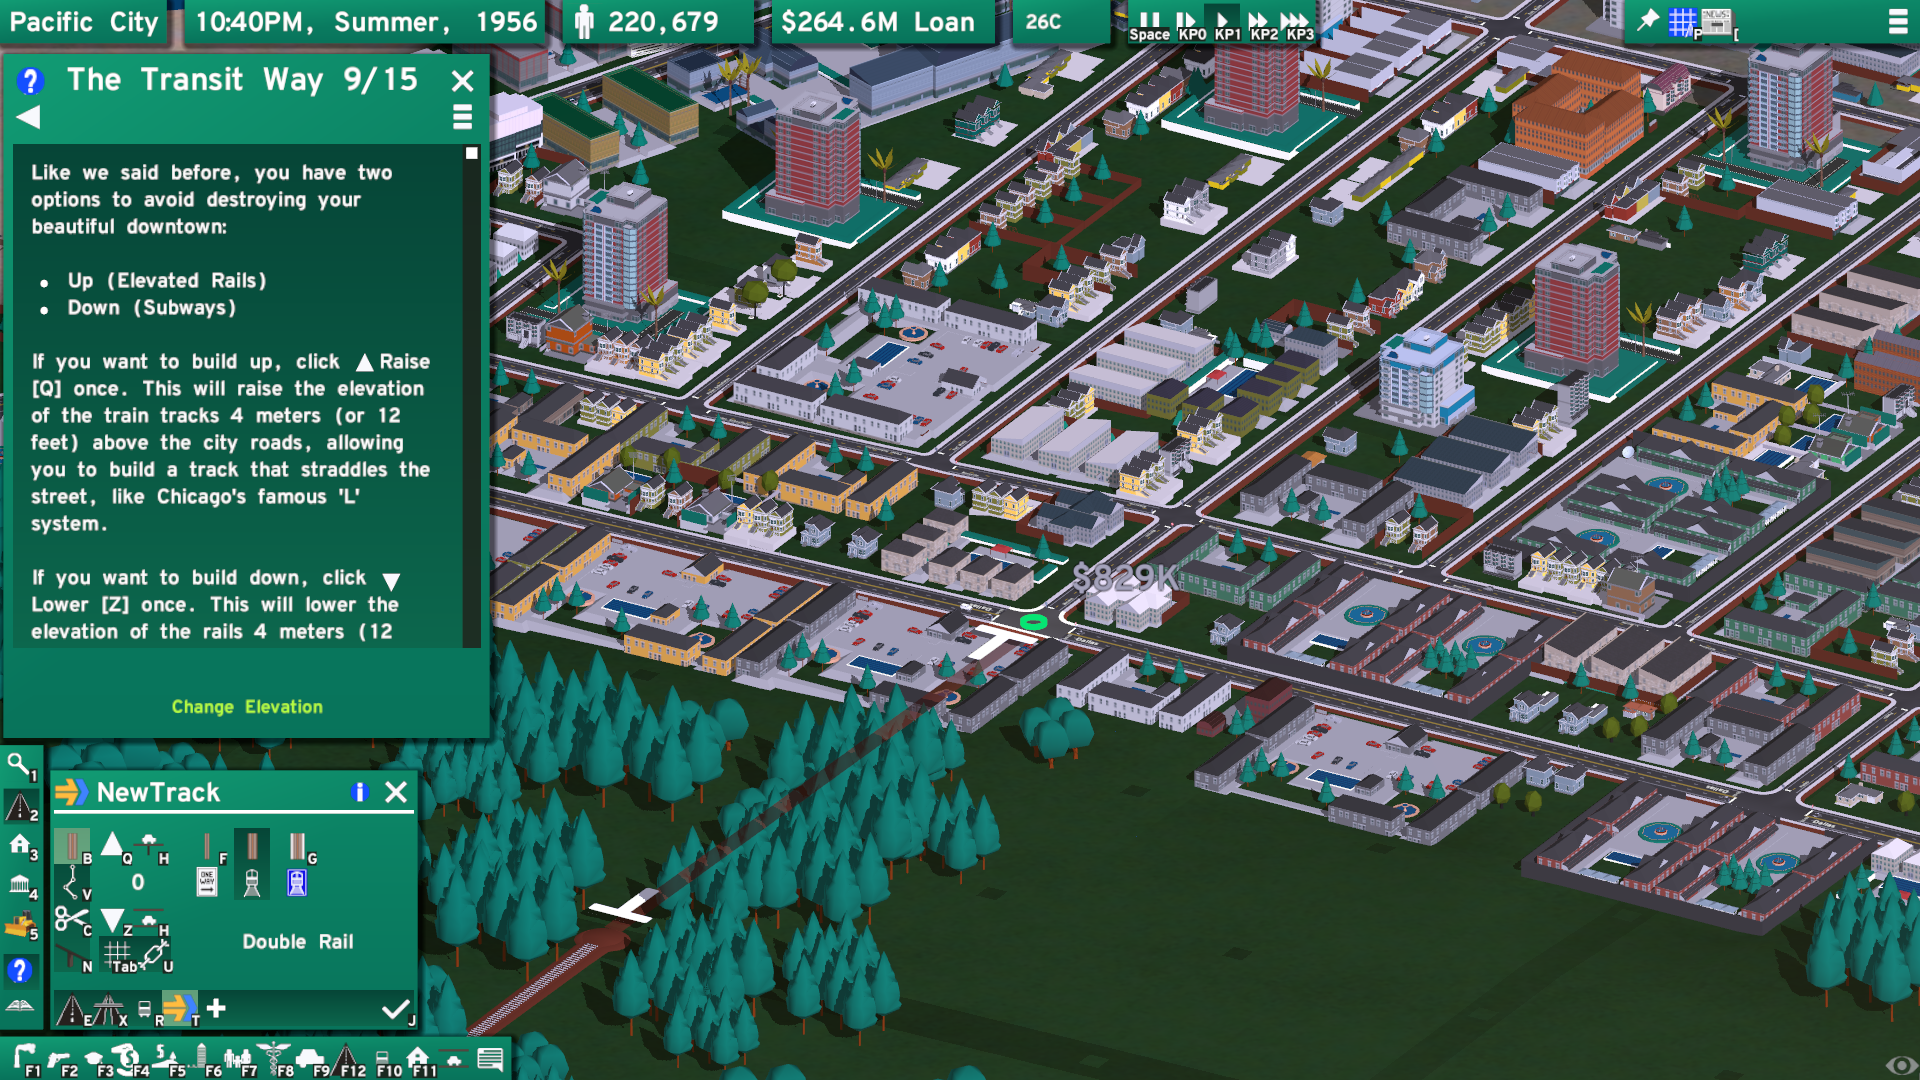 Pacific City
10:40PM, Summer, 1956
220,679
$264.6M Loan
26C
Space KP0 KP1 KP2 KP3
P
NEWS
[
The Transit Way 9/15
Like we said before, you have two
options to avoid destroying your
beautiful downtown:
• Up (Elevated Rails)
• Down (Subways)
If you want to build up, click ▲ Raise
[Q] once. This will raise the elevation
of the train tracks 4 meters (or 12
feet) above the city roads, allowing
you to build a track that straddles the
street, like Chicago's famous 'L'
system.
If you want to build down, click ▼
Lower [Z] once. This will lower the
elevation of the rails 4 meters (12
Change Elevation
$829K
Dallas
Dallas
1
2
3
4
5
NewTrack
B Q H F G
V 0 ONE WAY
C Z H
N Tab U
Double Rail
E X R T J
F1 F2 F3 F4 F5 F6 F7 F8 F9 F12 F10 F11